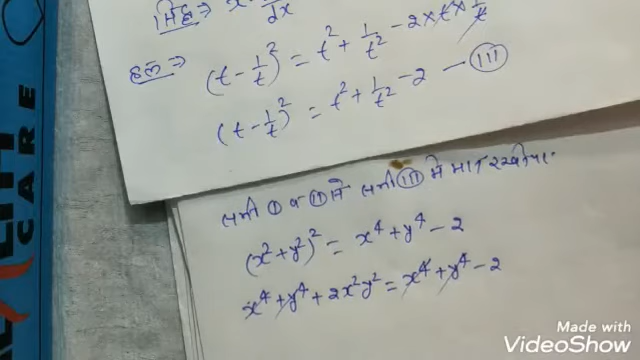 सिद्ध ⇒ x
2x
हल ⇒ (t - 1/t)² = t² + 1/t² - 2×t×1/t
(t - 1/t)² = t² + 1/t² - 2 — (III)
समी (I) व (II) से समी (III) में मान रखने पर
(x² + y²)² = x⁴ + y⁴ - 2
x⁴ + y⁴ + 2x²y² = x⁴ + y⁴ - 2
CARE
Made with
VideoShow